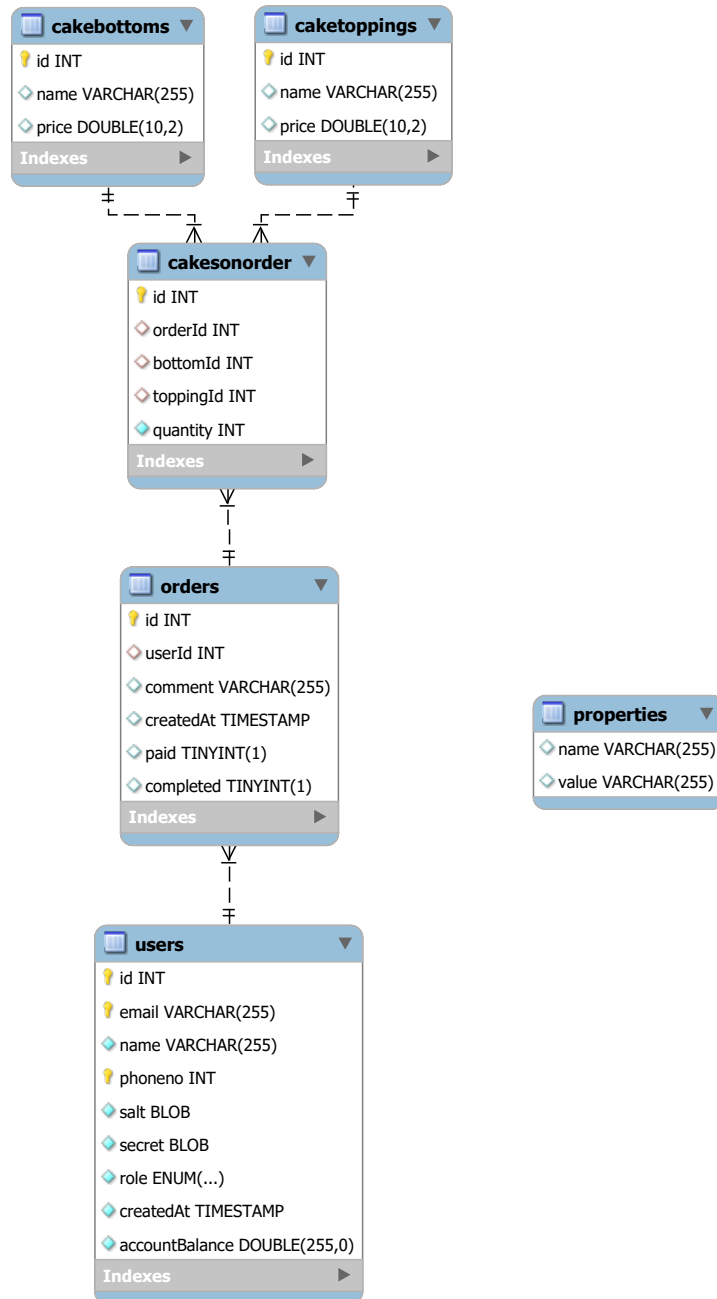 cakebottoms
id INT
name VARCHAR(255)
price DOUBLE(10,2)
Indexes
caketoppings
id INT
name VARCHAR(255)
price DOUBLE(10,2)
Indexes
cakesonorder
id INT
orderId INT
bottomId INT
toppingId INT
quantity INT
Indexes
orders
id INT
userId INT
comment VARCHAR(255)
createdAt TIMESTAMP
paid TINYINT(1)
completed TINYINT(1)
Indexes
properties
name VARCHAR(255)
value VARCHAR(255)
users
id INT
email VARCHAR(255)
name VARCHAR(255)
phoneno INT
salt BLOB
secret BLOB
role ENUM(...)
createdAt TIMESTAMP
accountBalance DOUBLE(255,0)
Indexes